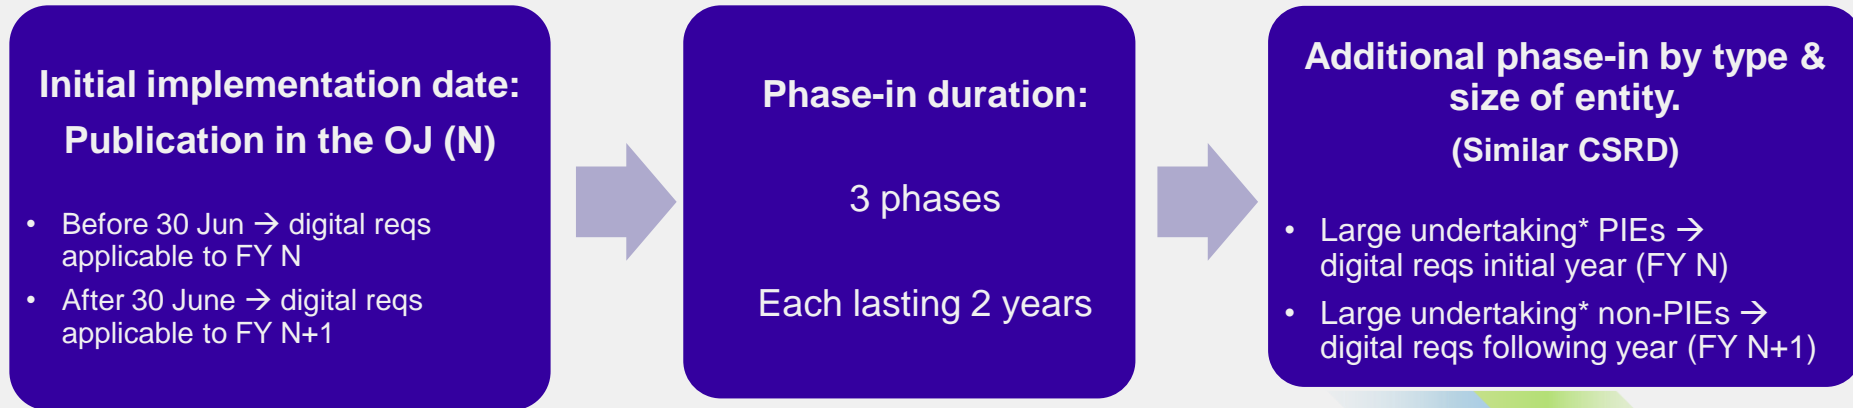 Initial implementation date:
Publication in the OJ (N)
• Before 30 Jun → digital reqs
applicable to FY N
• After 30 June → digital reqs
applicable to FY N+1
Phase-in duration:
3 phases
Each lasting 2 years
Additional phase-in by type &
size of entity.
(Similar CSRD)
• Large undertaking* PIEs →
digital reqs initial year (FY N)
• Large undertaking* non-PIEs →
digital reqs following year (FY N+1)